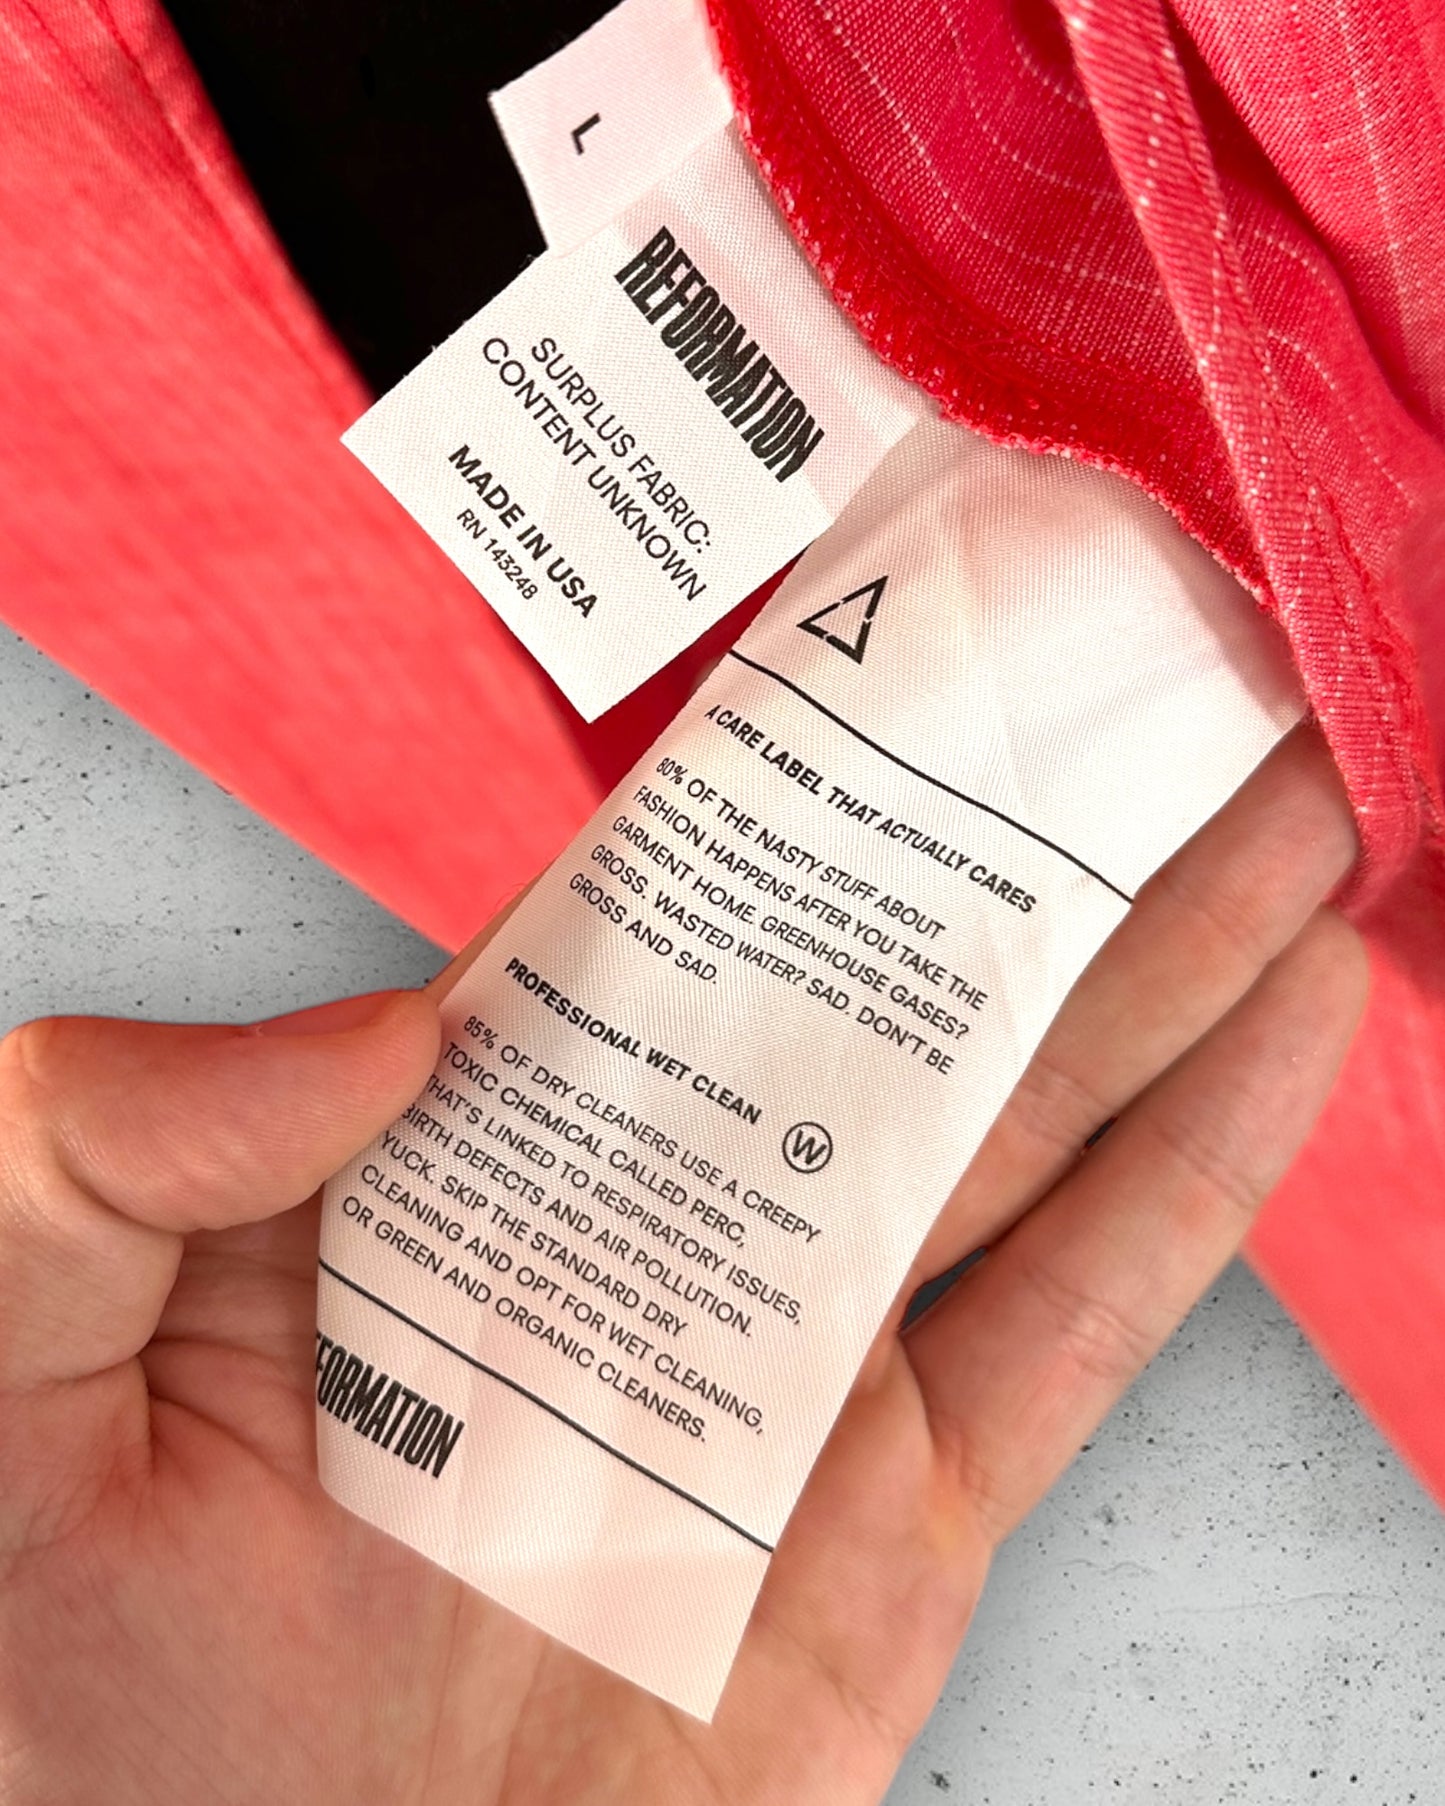 L
REFORMATION
SURPLUS FABRIC:
CONTENT UNKNOWN
MADE IN USA
RN 143248
A CARE LABEL THAT ACTUALLY CARES
80% OF THE NASTY STUFF ABOUT
FASHION HAPPENS AFTER YOU TAKE THE
GARMENT HOME. GREENHOUSE GASES?
GROSS. WASTED WATER? SAD. DON'T BE
GROSS AND SAD.
PROFESSIONAL WET CLEAN W
85% OF DRY CLEANERS USE A CREEPY
TOXIC CHEMICAL CALLED PERC,
THAT'S LINKED TO RESPIRATORY ISSUES,
BIRTH DEFECTS AND AIR POLLUTION.
YUCK. SKIP THE STANDARD DRY
CLEANING AND OPT FOR WET CLEANING,
OR GREEN AND ORGANIC CLEANERS.
EFORMATION